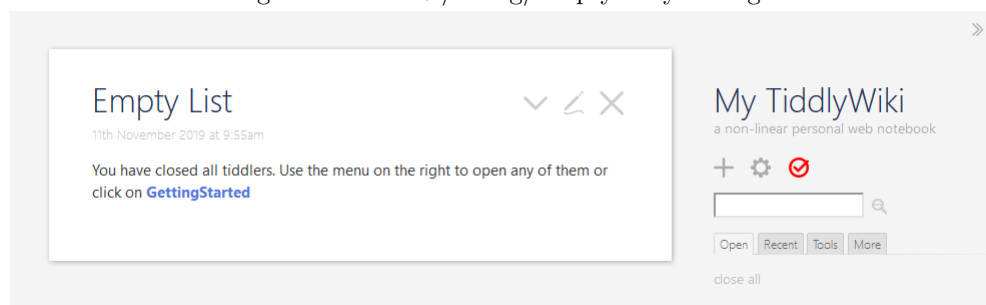 Empty List
11th November 2019 at 9:55am
You have closed all tiddlers. Use the menu on the right to open any of them or
click on GettingStarted
My TiddlyWiki
a non-linear personal web notebook
Open Recent Tools More
close all